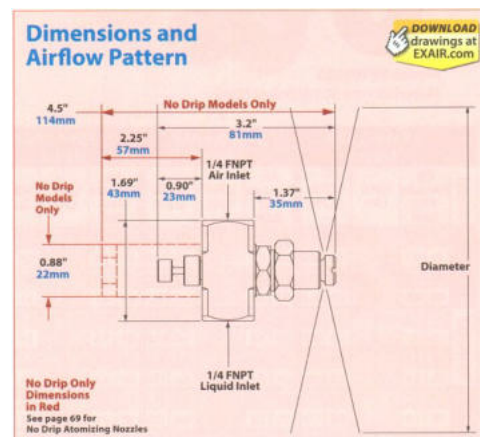 Dimensions and
Airflow Pattern
DOWNLOAD
drawings at
EXAIR.com
4.5"
114mm
No Drip Models Only
3.2"
81mm
2.25"
57mm
1/4 FNPT
Air Inlet
1.69"
43mm
0.90"
23mm
1.37"
35mm
No Drip
Models
Only
0.88"
22mm
Diameter
1/4 FNPT
Liquid Inlet
No Drip Only
Dimensions
in Red
See page 69 for
No Drip Atomizing Nozzles